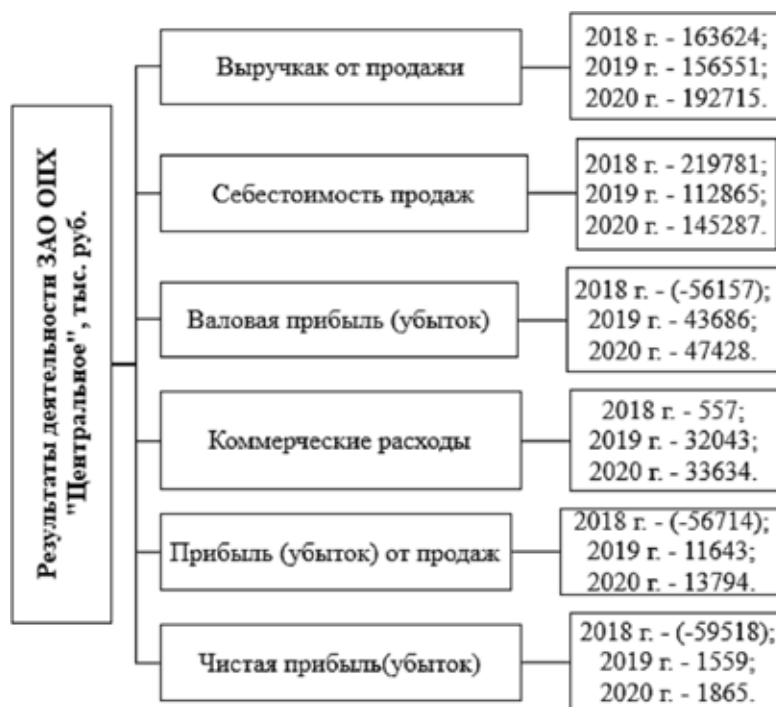 Результаты деятельности ЗАО ОПХ
"Центральное", тыс. руб.
Выручкак от продажи
2018 г. - 163624;
2019 г. - 156551;
2020 г. - 192715.
Себестоимость продаж
2018 г. - 219781;
2019 г. - 112865;
2020 г. - 145287.
Валовая прибыль (убыток)
2018 г. - (-56157);
2019 г. - 43686;
2020 г. - 47428.
Коммерческие расходы
2018 г. - 557;
2019 г. - 32043;
2020 г. - 33634.
Прибыль (убыток) от продаж
2018 г. - (-56714);
2019 г. - 11643;
2020 г. - 13794.
Чистая прибыль(убыток)
2018 г. - (-59518);
2019 г. - 1559;
2020 г. - 1865.